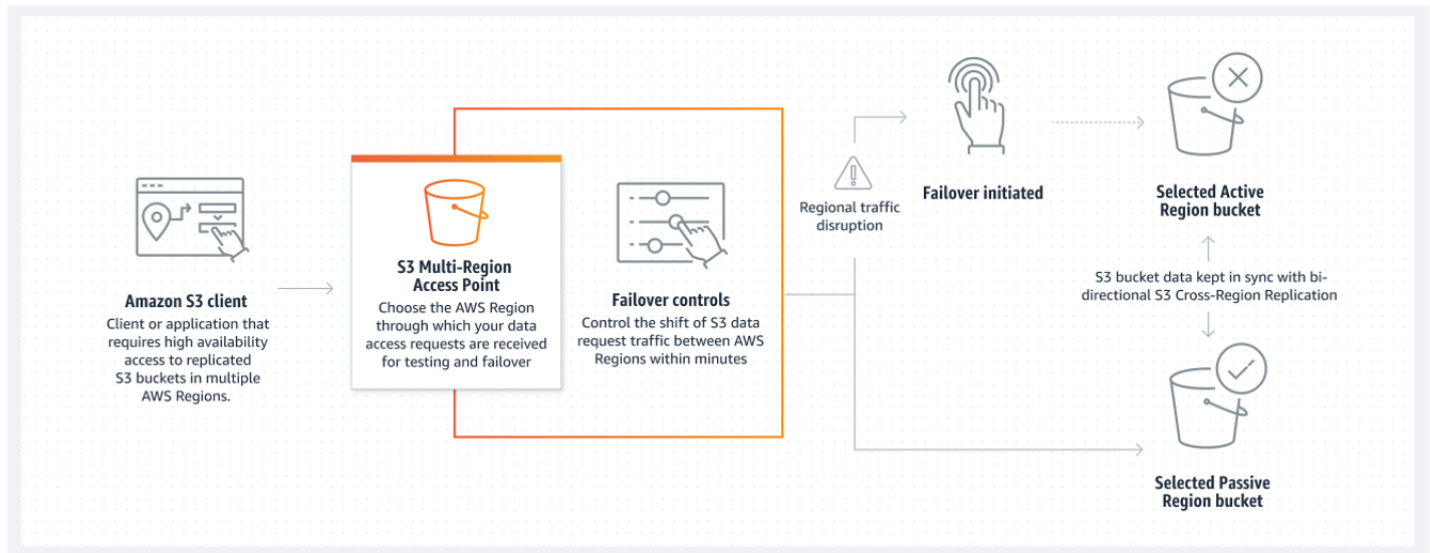 Amazon S3 client
Client or application that
requires high availability
access to replicated
S3 buckets in multiple
AWS Regions.
S3 Multi-Region
Access Point
Choose the AWS Region
through which your data
access requests are received
for testing and failover
Failover controls
Control the shift of S3 data
request traffic between AWS
Regions within minutes
Regional traffic
disruption
Failover initiated
Selected Active
Region bucket
S3 bucket data kept in sync with bi-
directional S3 Cross-Region Replication
Selected Passive
Region bucket